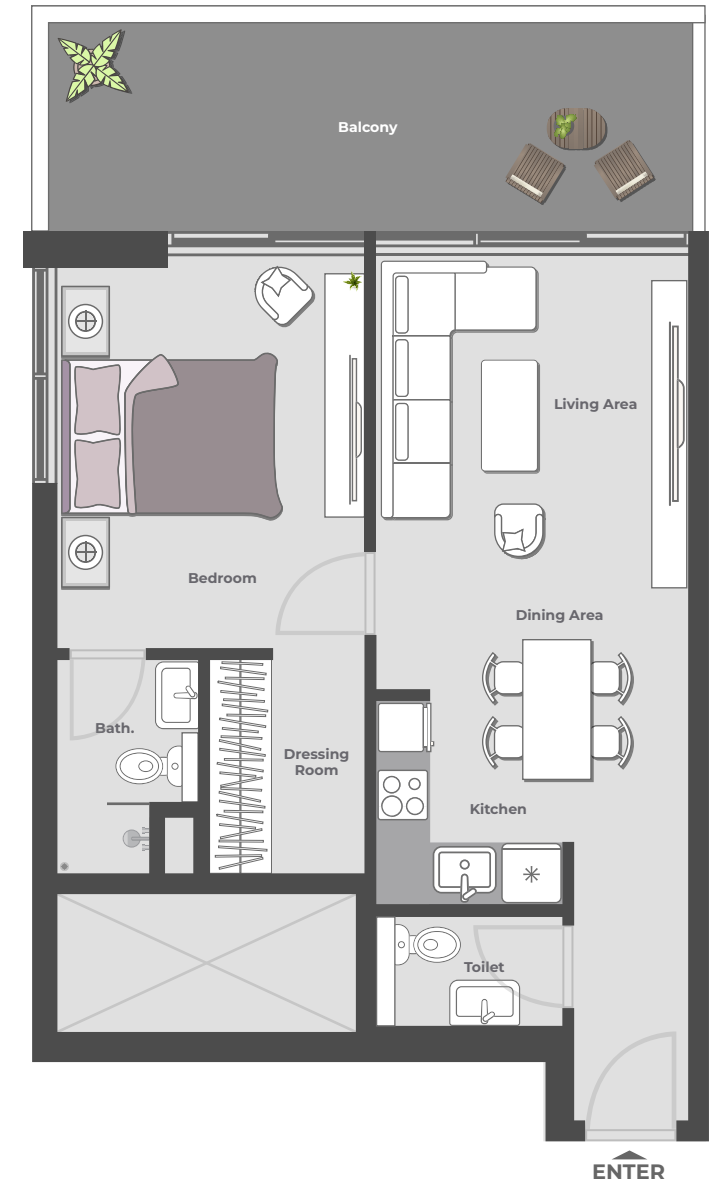 Balcony
Living Area
Bedroom
Dining Area
Bath.
Dressing
Room
Kitchen
Toilet
ENTER